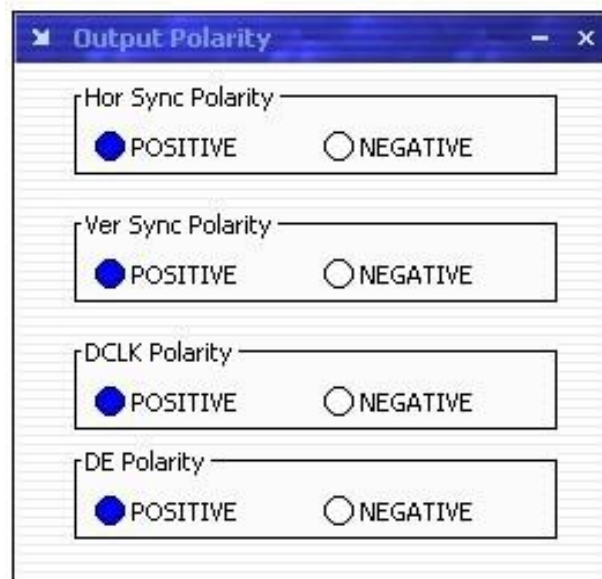 Output Polarity
Hor Sync Polarity
POSITIVE NEGATIVE
Ver Sync Polarity
POSITIVE NEGATIVE
DCLK Polarity
POSITIVE NEGATIVE
DE Polarity
POSITIVE NEGATIVE